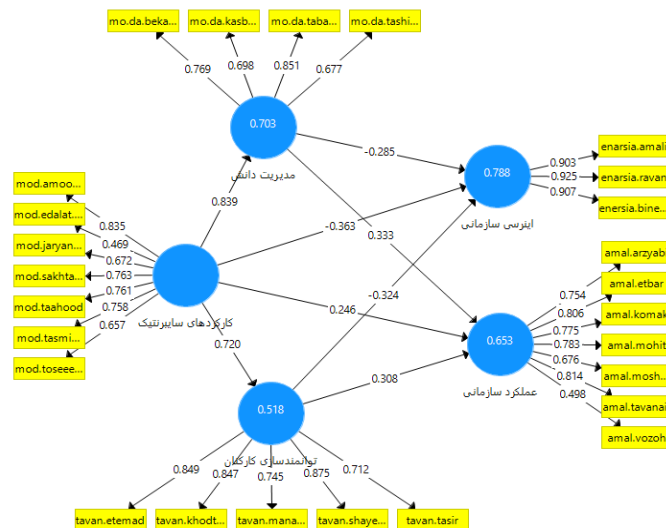 mo.da.beka...
mo.da.kasb...
mo.da.taba...
mo.da.tashi...
0.769
0.698
0.851
0.677
0.703
مدیریت دانش
-0.285
0.788
اینرسی سازمانی
0.903
0.925
0.907
enarsia.amali
enarsia.ravan
enersia.bine...
mod.amoo...
mod.edalat....
mod.jaryan...
mod.sakhta...
mod.taahood
mod.tasmi...
mod.toseee...
0.835
0.469
0.672
0.763
0.761
0.758
0.657
0.839
-0.363
0.333
-0.324
0.246
0.720
0.308
کارکردهای سایبرنتیک
0.653
عملکرد سازمانی
0.754
0.806
0.775
0.783
0.676
0.814
0.498
amal.arzyabi
amal.etbar
amal.komak
amal.mohit
amal.mosh...
amal.tavanai
amal.vozoh
0.518
توانمندسازی کارکنان
0.849
0.847
0.745
0.875
0.712
tavan.etemad
tavan.khodt...
tavan.mana...
tavan.shaye...
tavan.tasir